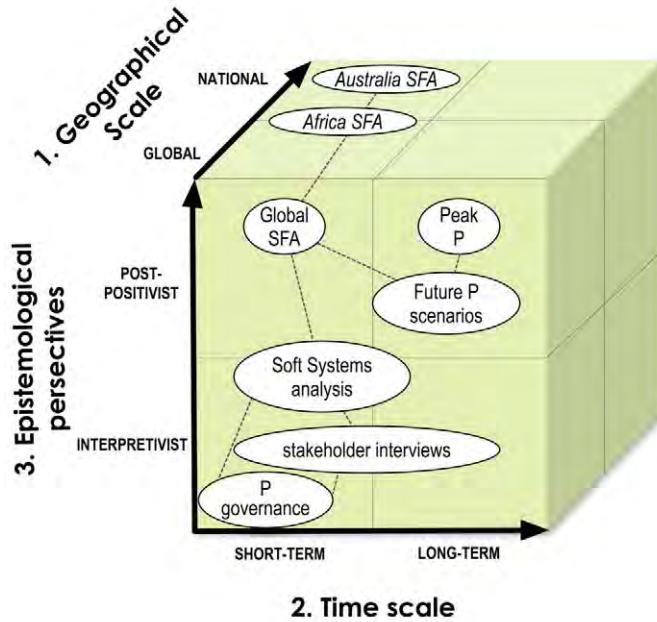 1. Geographical
Scale
NATIONAL
GLOBAL
Australia SFA
Africa SFA
Global
SFA
Peak
P
Future P
scenarios
Soft Systems
analysis
stakeholder interviews
P
governance
3. Epistemological
persectives
POST-
POSITIVIST
INTERPRETIVIST
SHORT-TERM
LONG-TERM
2. Time scale